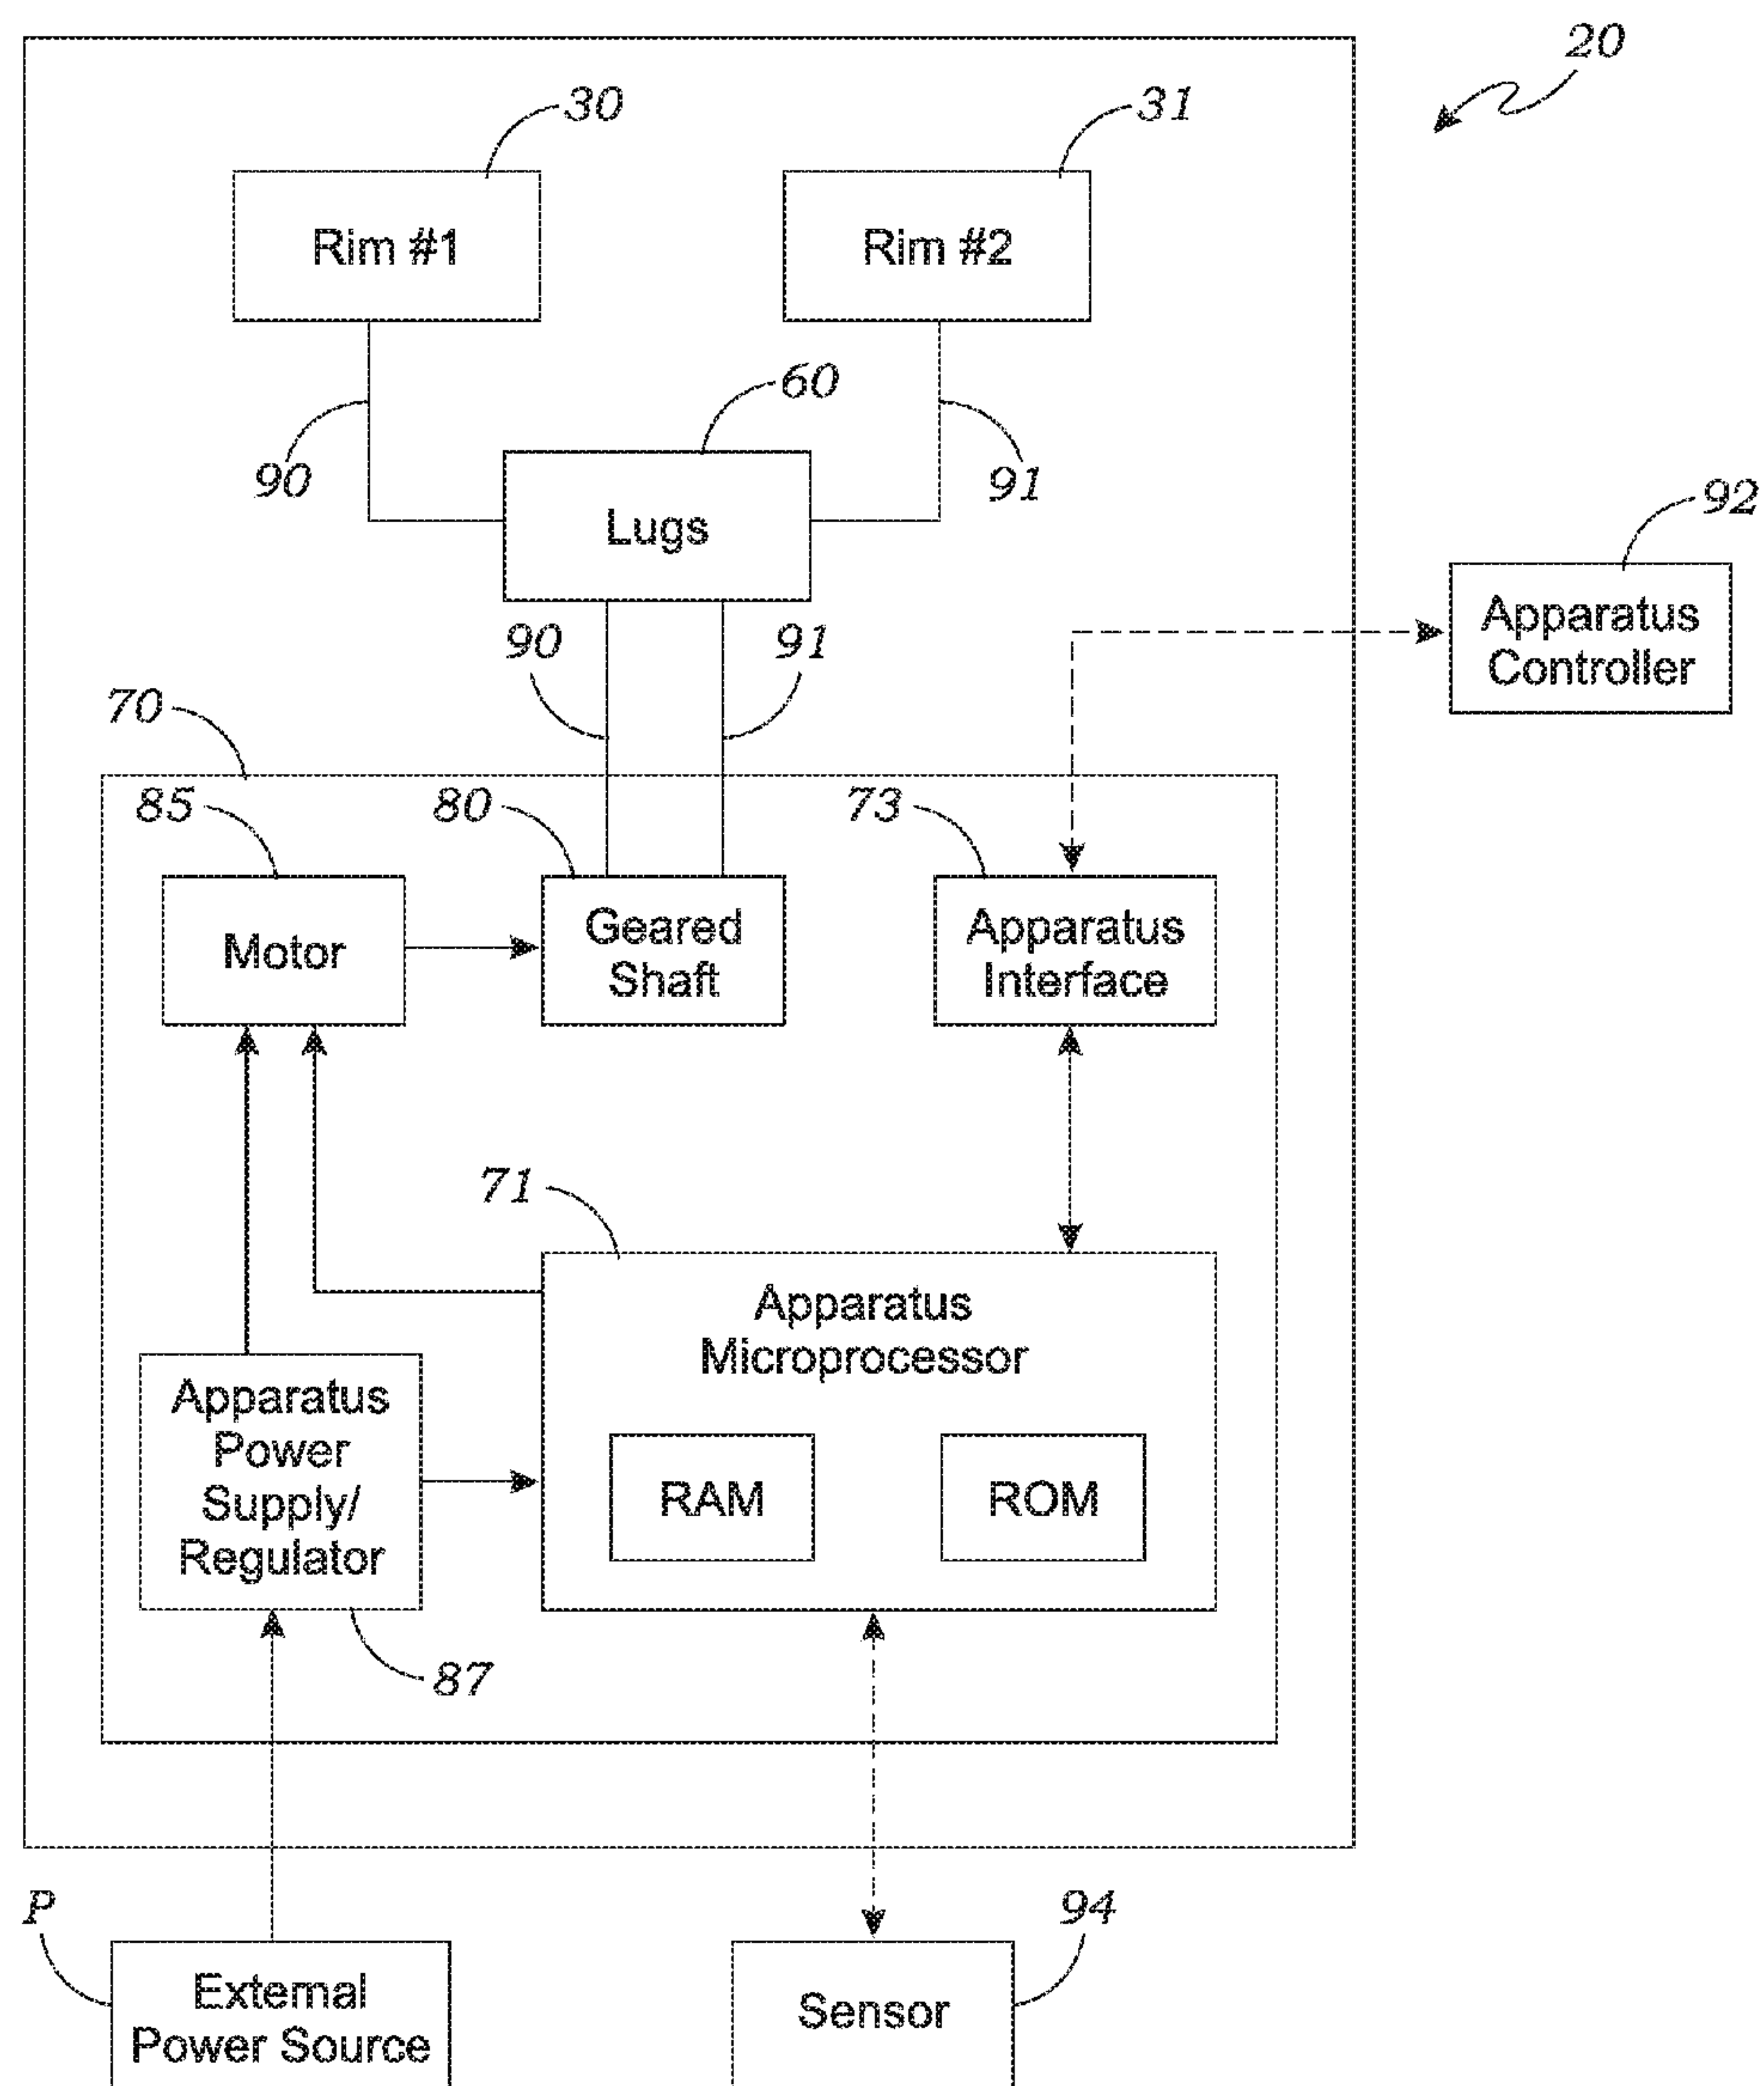 20
30
31
Rim #1
Rim #2
60
90
91
92
Lugs
Apparatus
Controller
90
91
70
85
80
73
Motor
Geared
Shaft
Apparatus
Interface
71
Apparatus
Microprocessor
Apparatus
Power
Supply/
Regulator
RAM
ROM
87
P
94
External
Power Source
Sensor